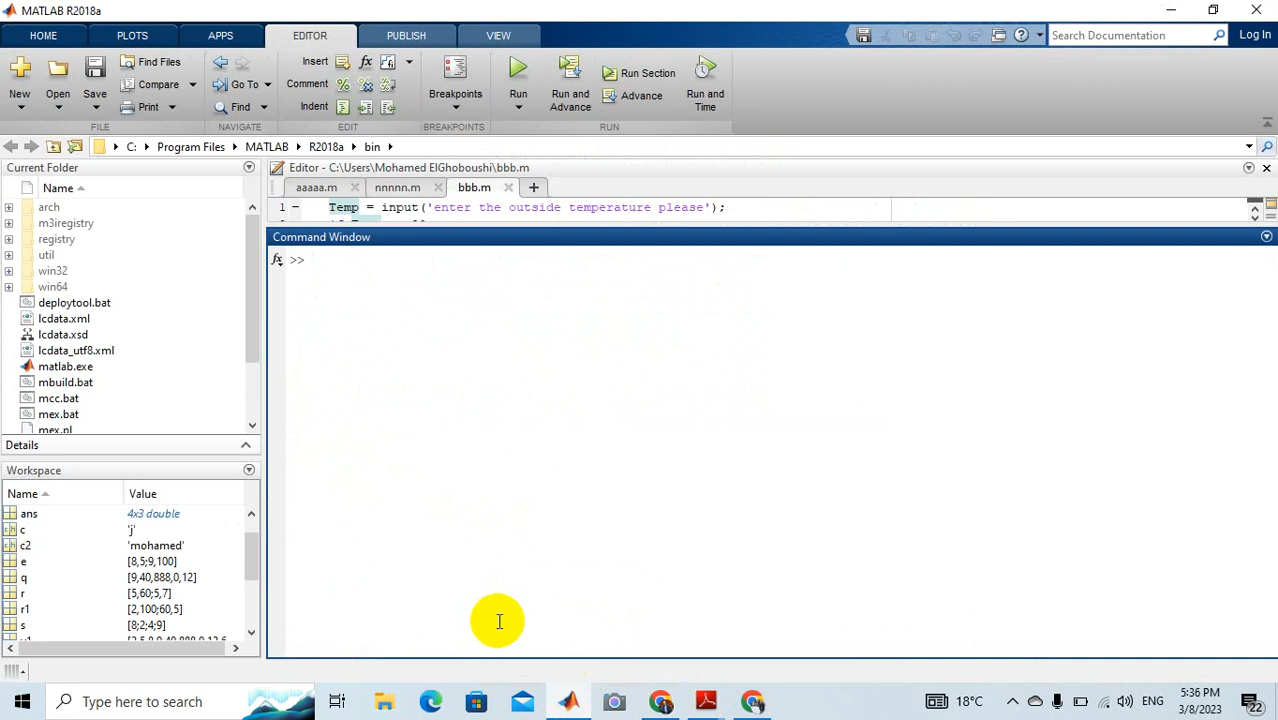 MATLAB R2018a
HOME PLOTS APPS EDITOR PUBLISH VIEW Search Documentation Log In
New Open Save Find Files Compare Print
FILE
Go To Find
NAVIGATE
Insert fx
Comment
Indent
EDIT
Breakpoints
BREAKPOINTS
Run Run and Advance Run Section Advance Run and Time
RUN
C: Program Files MATLAB R2018a bin
Current Folder
Name
arch
m3iregistry
registry
util
win32
win64
deploytool.bat
lcdata.xml
lcdata.xsd
lcdata_utf8.xml
matlab.exe
mbuild.bat
mcc.bat
mex.bat
mex.pl
Details
Workspace
Name Value
ans 4x3 double
c 'j'
c2 'mohamed'
e [8,5;9,100]
q [9,40,888,0,12]
r [5,60;5,7]
r1 [2,100;60,5]
s [8;2;4;9]
Editor - C:\Users\Mohamed ElGhoboushi\bbb.m
aaaaa.m nnnnn.m bbb.m
1 Temp = input('enter the outside temperature please');
Command Window
fx >>
Type here to search
18°C ENG
5:36 PM
3/8/2023
22